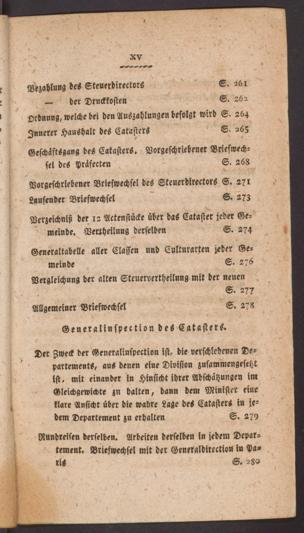 XV
Bezahlung des Steuerdirectors S. 261
— der Druckkosten S. 262
Ordnung, welche bei den Auszahlungen befolgt wird S. 264
Innerer Haushalt des Catasters S. 265
Geschäftsgang des Catasters. Vorgeschriebener Briefwech-
sel des Präfecten S. 268
Vorgeschriebener Briefwechsel des Steuerdirectors S. 271
Laufender Briefwechsel S. 273
Verzeichniß der 12 Actenstücke über das Cataster jeder Ge-
meinde. Vertheilung derselben S. 274
Generaltabelle aller Classen und Culturarten jeder Ge-
meinde S. 276
Vergleichung der alten Steuervertheilung mit der neuen
S. 277
Allgemeiner Briefwechsel S. 278
Generalinspection des Catasters.
Der Zweck der Generalinspection ist, die verschiedenen De-
partements, aus denen eine Division zusammengesetzt
ist, mit einander in Hinsicht ihrer Abschätzungen im
Gleichgewichte zu halten, dann dem Minister eine
klare Ansicht über die wahre Lage des Catasters in je-
dem Departement zu erhalten S. 279
Rundreisen derselben. Arbeiten derselben in jedem Depar-
tement. Briefwechsel mit der Generaldirection in Pa-
ris S. 280